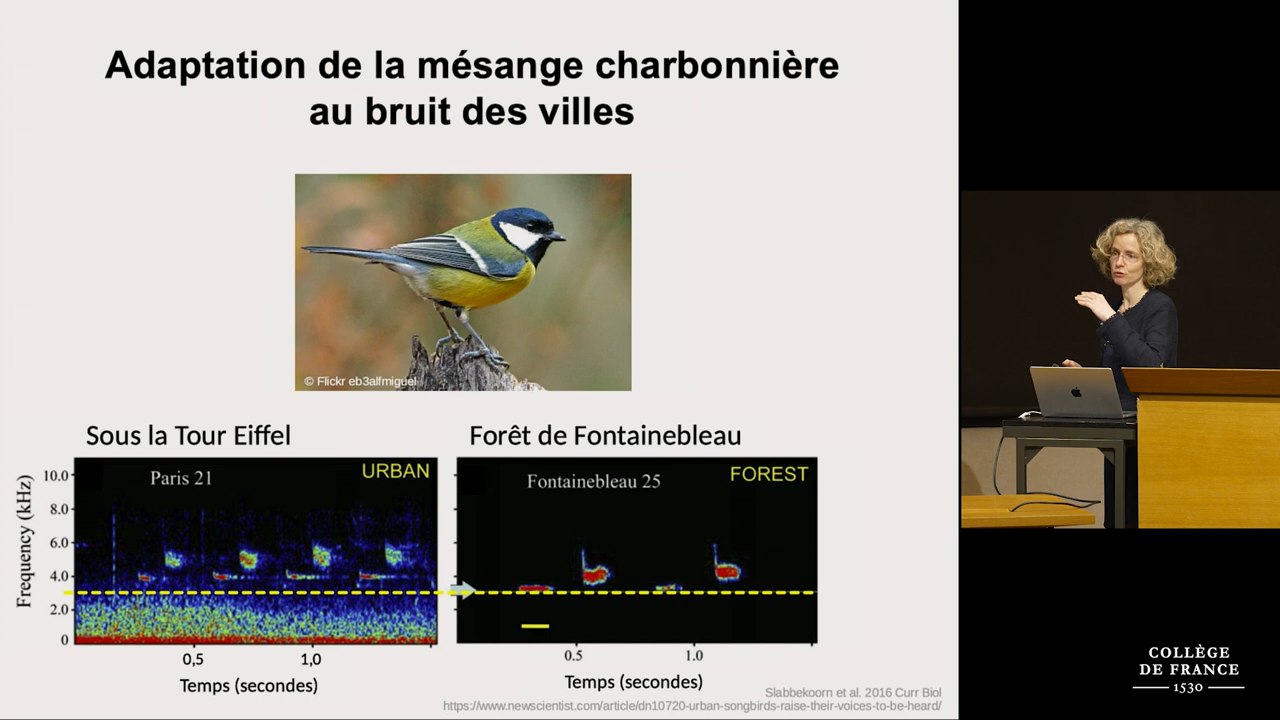 Adaptation de la mésange charbonnière
au bruit des villes
© Flickr eb3alfmiguel
Sous la Tour Eiffel
Forêt de Fontainebleau
Frequency (kHz)
10.0
8.0
6.0
4.0
2.0
0
Paris 21
URBAN
Fontainebleau 25
FOREST
0,5
1,0
Temps (secondes)
0.5
1.0
Temps (secondes)
Slabbekoorn et al. 2016 Curr Biol
https://www.newscientist.com/article/dn10720-urban-songbirds-raise-their-voices-to-be-heard/
COLLÈGE
DE FRANCE
1530